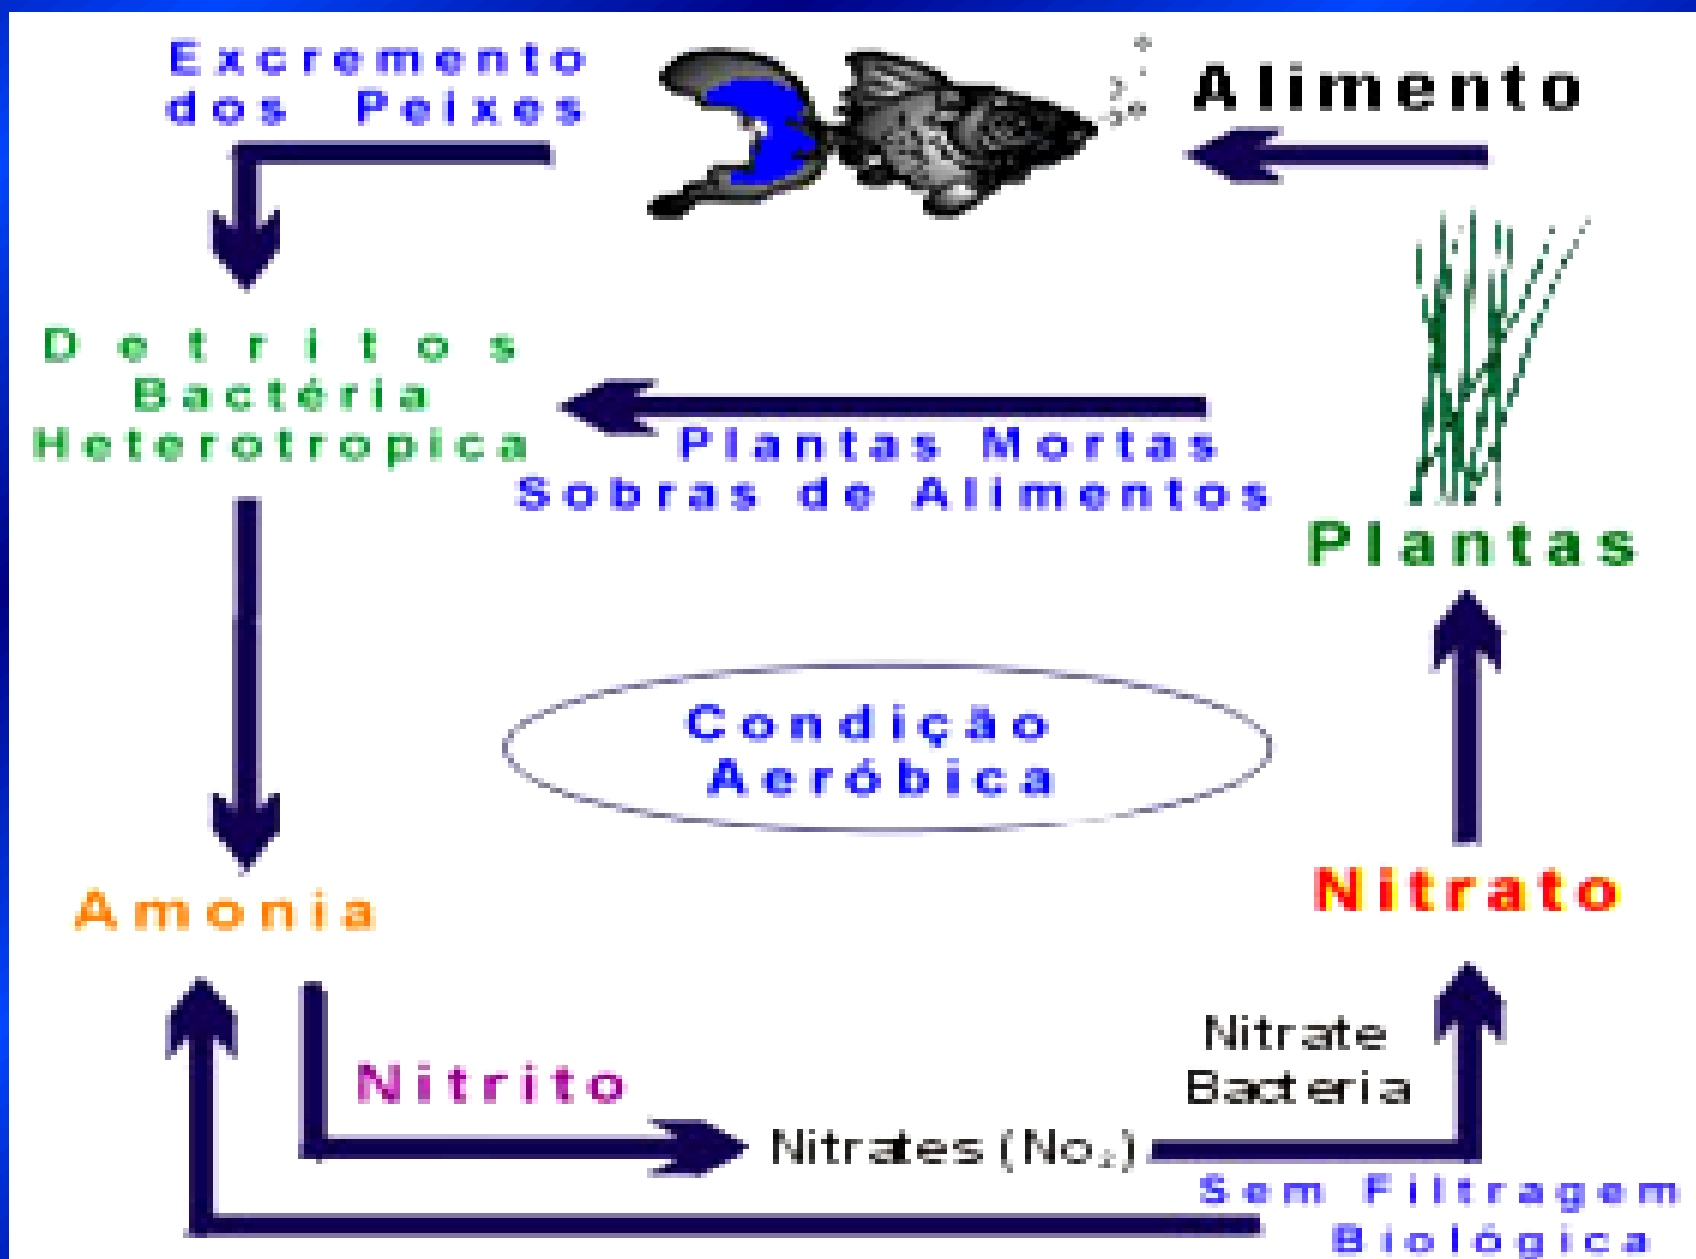 Excremento
dos Peixes
Alimento
Detritos
Bactéria
Heterotropica
Plantas Mortas
Sobras de Alimentos
Plantas
Condição
Aeróbica
Amonia
Nitrato
Nitrate
Bacteria
Nitrito
Nitrates (No₂)
Sem Filtragem
Biológica